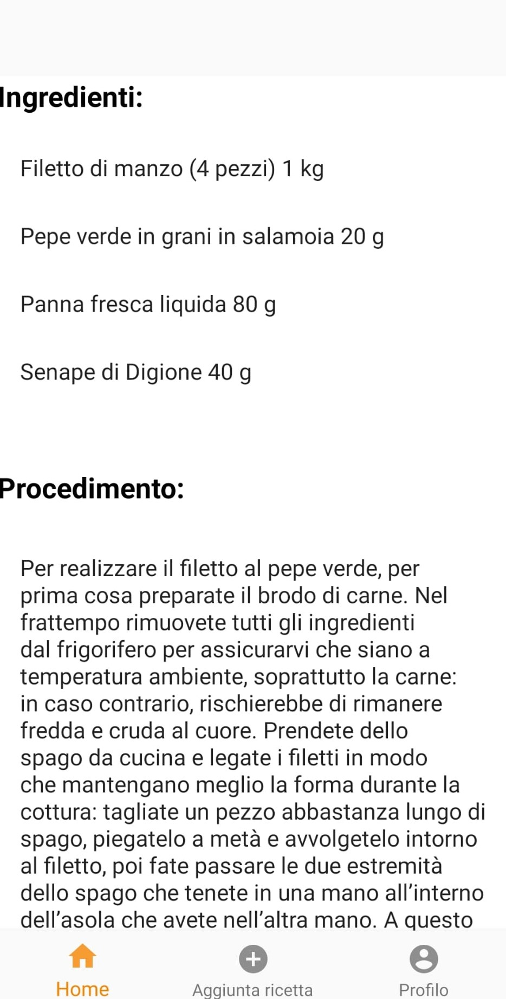 Ingredienti:
Filetto di manzo (4 pezzi) 1 kg
Pepe verde in grani in salamoia 20 g
Panna fresca liquida 80 g
Senape di Digione 40 g
Procedimento:
Per realizzare il filetto al pepe verde, per
prima cosa preparate il brodo di carne. Nel
frattempo rimuovete tutti gli ingredienti
dal frigorifero per assicurarvi che siano a
temperatura ambiente, soprattutto la carne:
in caso contrario, rischierebbe di rimanere
fredda e cruda al cuore. Prendete dello
spago da cucina e legate i filetti in modo
che mantengano meglio la forma durante la
cottura: tagliate un pezzo abbastanza lungo di
spago, piegatelo a metà e avvolgetelo intorno
al filetto, poi fate passare le due estremità
dello spago che tenete in una mano all’interno
dell’asola che avete nell’altra mano. A questo
Home
Aggiunta ricetta
Profilo